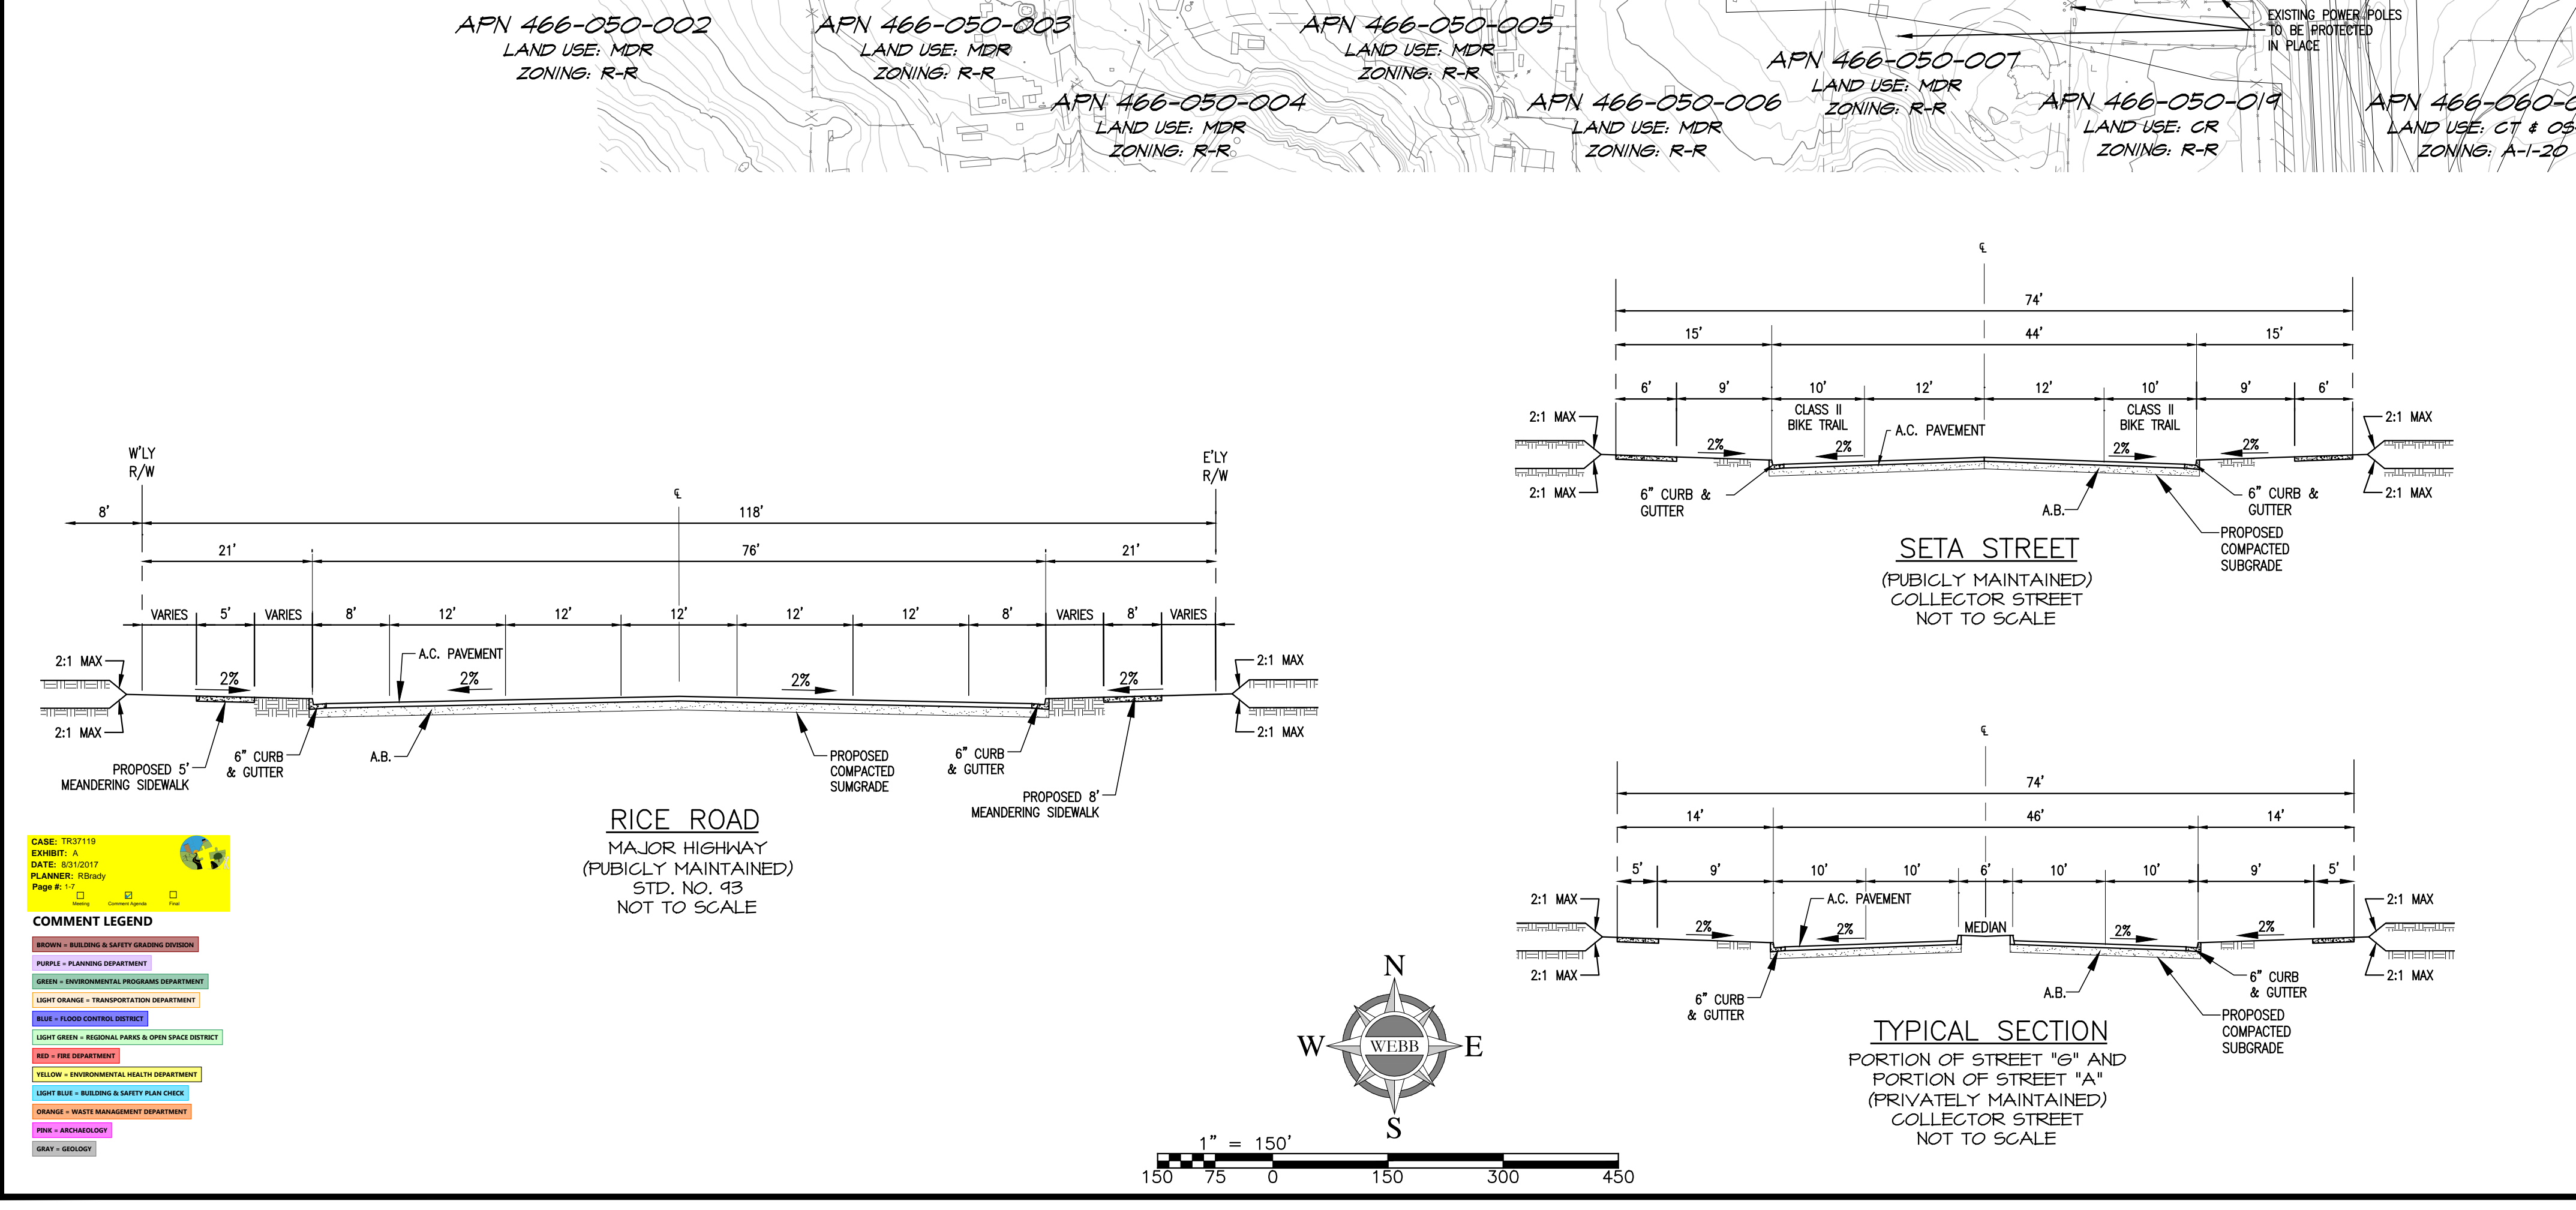 APN 466-050-002
LAND USE: MDR
ZONING: R-R
APN 466-050-003
LAND USE: MDR
ZONING: R-R
APN 466-050-004
LAND USE: MDR
ZONING: R-R
APN 466-050-005
LAND USE: MDR
ZONING: R-R
APN 466-050-006
LAND USE: MDR
ZONING: R-R
APN 466-050-007
LAND USE: MDR
ZONING: R-R
APN 466-050-019
LAND USE: CR
ZONING: R-R
EXISTING POWER POLES
TO BE PROTECTED
IN PLACE
APN 466-060-
LAND USE: CT & OS
ZONING: A-1-20
W'LY
R/W
E'LY
R/W
℄
8'
118'
21'
76'
21'
VARIES
5'
VARIES
8'
12'
12'
12'
12'
12'
8'
VARIES
8'
VARIES
2:1 MAX
2:1 MAX
2%
2%
A.C. PAVEMENT
2%
2%
2:1 MAX
2:1 MAX
PROPOSED 5'
MEANDERING SIDEWALK
6" CURB
& GUTTER
A.B.
PROPOSED
COMPACTED
SUMGRADE
6" CURB
& GUTTER
PROPOSED 8'
MEANDERING SIDEWALK
RICE ROAD
MAJOR HIGHWAY
(PUBICLY MAINTAINED)
STD. NO. 93
NOT TO SCALE
℄
74'
15'
44'
15'
6'
9'
10'
12'
12'
10'
9'
6'
CLASS II
BIKE TRAIL
CLASS II
BIKE TRAIL
2:1 MAX
2:1 MAX
2%
2%
A.C. PAVEMENT
2%
2%
2:1 MAX
2:1 MAX
6" CURB &
GUTTER
A.B.
6" CURB &
GUTTER
PROPOSED
COMPACTED
SUBGRADE
SETA STREET
(PUBICLY MAINTAINED)
COLLECTOR STREET
NOT TO SCALE
℄
74'
14'
46'
14'
5'
9'
10'
10'
6'
10'
10'
9'
5'
2:1 MAX
2:1 MAX
2%
2%
A.C. PAVEMENT
MEDIAN
2%
2%
2:1 MAX
2:1 MAX
6" CURB
& GUTTER
A.B.
6" CURB
& GUTTER
PROPOSED
COMPACTED
SUBGRADE
TYPICAL SECTION
PORTION OF STREET "G" AND
PORTION OF STREET "A"
(PRIVATELY MAINTAINED)
COLLECTOR STREET
NOT TO SCALE
CASE: TR37119
EXHIBIT: A
DATE: 8/31/2017
PLANNER: RBrady
Page #: 1-7
Meeting
Comment Agenda
Final
COMMENT LEGEND
BROWN = BUILDING & SAFETY GRADING DIVISION
PURPLE = PLANNING DEPARTMENT
GREEN = ENVIRONMENTAL PROGRAMS DEPARTMENT
LIGHT ORANGE = TRANSPORTATION DEPARTMENT
BLUE = FLOOD CONTROL DISTRICT
LIGHT GREEN = REGIONAL PARKS & OPEN SPACE DISTRICT
RED = FIRE DEPARTMENT
YELLOW = ENVIRONMENTAL HEALTH DEPARTMENT
LIGHT BLUE = BUILDING & SAFETY PLAN CHECK
ORANGE = WASTE MANAGEMENT DEPARTMENT
PINK = ARCHAEOLOGY
GRAY = GEOLOGY
N
W
WEBB
E
S
1" = 150'
150 75 0 150 300 450